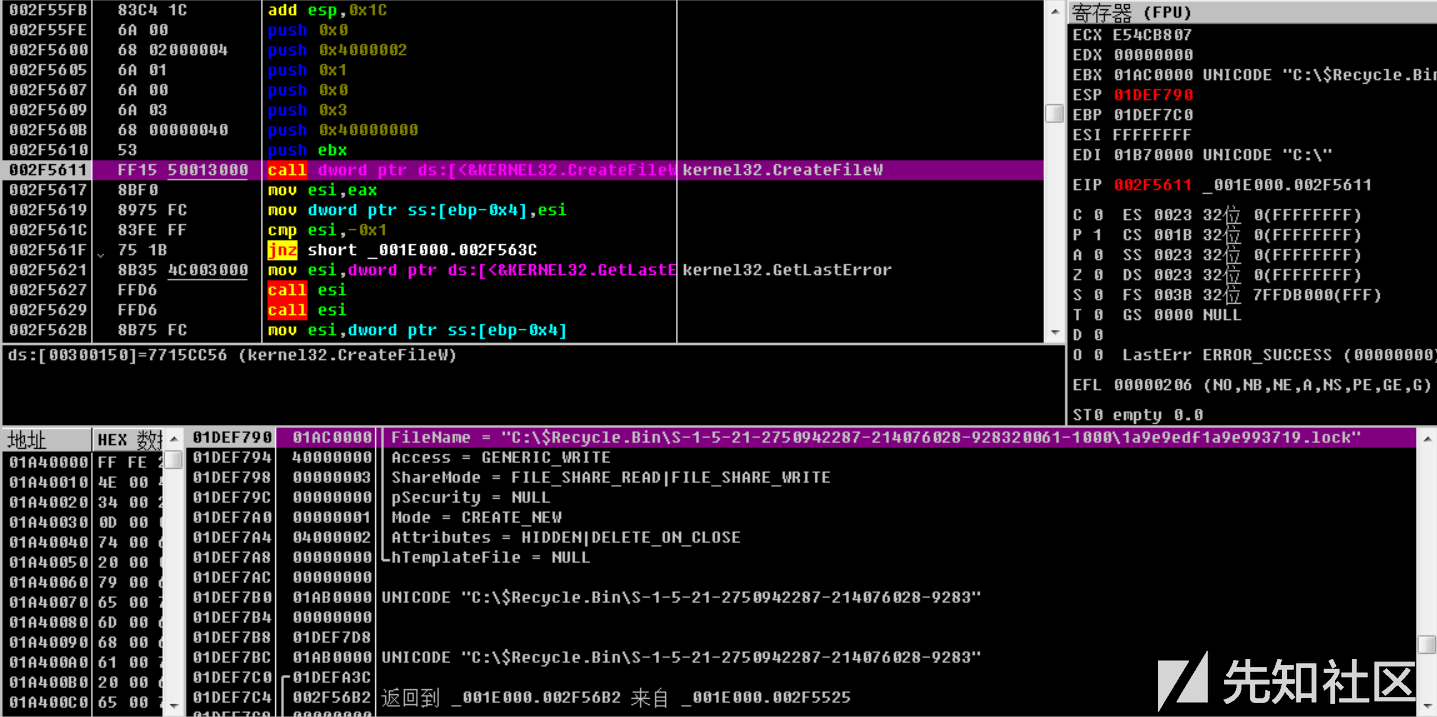 002F55FB 83C4 1C add esp,0x1C
002F55FE 6A 00 push 0x0
002F5600 68 02000004 push 0x4000002
002F5605 6A 01 push 0x1
002F5607 6A 00 push 0x0
002F5609 6A 03 push 0x3
002F560B 68 00000040 push 0x40000000
002F5610 53 push ebx
002F5611 FF15 50013000 call dword ptr ds:[<&KERNEL32.CreateFileW kernel32.CreateFileW
002F5617 8BF0 mov esi,eax
002F5619 8975 FC mov dword ptr ss:[ebp-0x4],esi
002F561C 83FE FF cmp esi,-0x1
002F561F 75 1B jnz short _001E000.002F563C
002F5621 8B35 4C003000 mov esi,dword ptr ds:[<&KERNEL32.GetLastE kernel32.GetLastError
002F5627 FFD6 call esi
002F5629 FFD6 call esi
002F562B 8B75 FC mov esi,dword ptr ss:[ebp-0x4]
ds:[00300150]=7715CC56 (kernel32.CreateFileW)
寄存器 (FPU)
ECX E54CB807
EDX 00000000
EBX 01AC0000 UNICODE "C:\$Recycle.Bin
ESP 01DEF790
EBP 01DEF7C0
ESI FFFFFFFF
EDI 01B70000 UNICODE "C:\"
EIP 002F5611 _001E000.002F5611
C 0 ES 0023 32位 0(FFFFFFFF)
P 1 CS 001B 32位 0(FFFFFFFF)
A 0 SS 0023 32位 0(FFFFFFFF)
Z 0 DS 0023 32位 0(FFFFFFFF)
S 0 FS 003B 32位 7FFDB000(FFF)
T 0 GS 0000 NULL
D 0
O 0 LastErr ERROR_SUCCESS (00000000)
EFL 00000206 (NO,NB,NE,A,NS,PE,GE,G)
ST0 empty 0.0
地址 HEX 数
01A40000 FF FE
01A40010 4E 00
01A40020 34 00
01A40030 0D 00
01A40040 74 00
01A40050 20 00
01A40060 79 00
01A40070 65 00
01A40080 6D 00
01A40090 68 00
01A400A0 61 00
01A400B0 20 00
01A400C0 65 00
01DEF790 01AC0000 FileName = "C:\$Recycle.Bin\S-1-5-21-2750942287-214076028-928320061-1000\1a9e9edf1a9e993719.lock"
01DEF794 40000000 Access = GENERIC_WRITE
01DEF798 00000003 ShareMode = FILE_SHARE_READ|FILE_SHARE_WRITE
01DEF79C 00000000 pSecurity = NULL
01DEF7A0 00000001 Mode = CREATE_NEW
01DEF7A4 04000002 Attributes = HIDDEN|DELETE_ON_CLOSE
01DEF7A8 00000000 hTemplateFile = NULL
01DEF7AC 00000000
01DEF7B0 01AB0000 UNICODE "C:\$Recycle.Bin\S-1-5-21-2750942287-214076028-9283"
01DEF7B4 00000000
01DEF7B8 01DEF7D8
01DEF7BC 01AB0000 UNICODE "C:\$Recycle.Bin\S-1-5-21-2750942287-214076028-9283"
01DEF7C0 01DEFA3C
01DEF7C4 002F56B2 返回到 _001E000.002F56B2 来自 _001E000.002F5525
先知社区